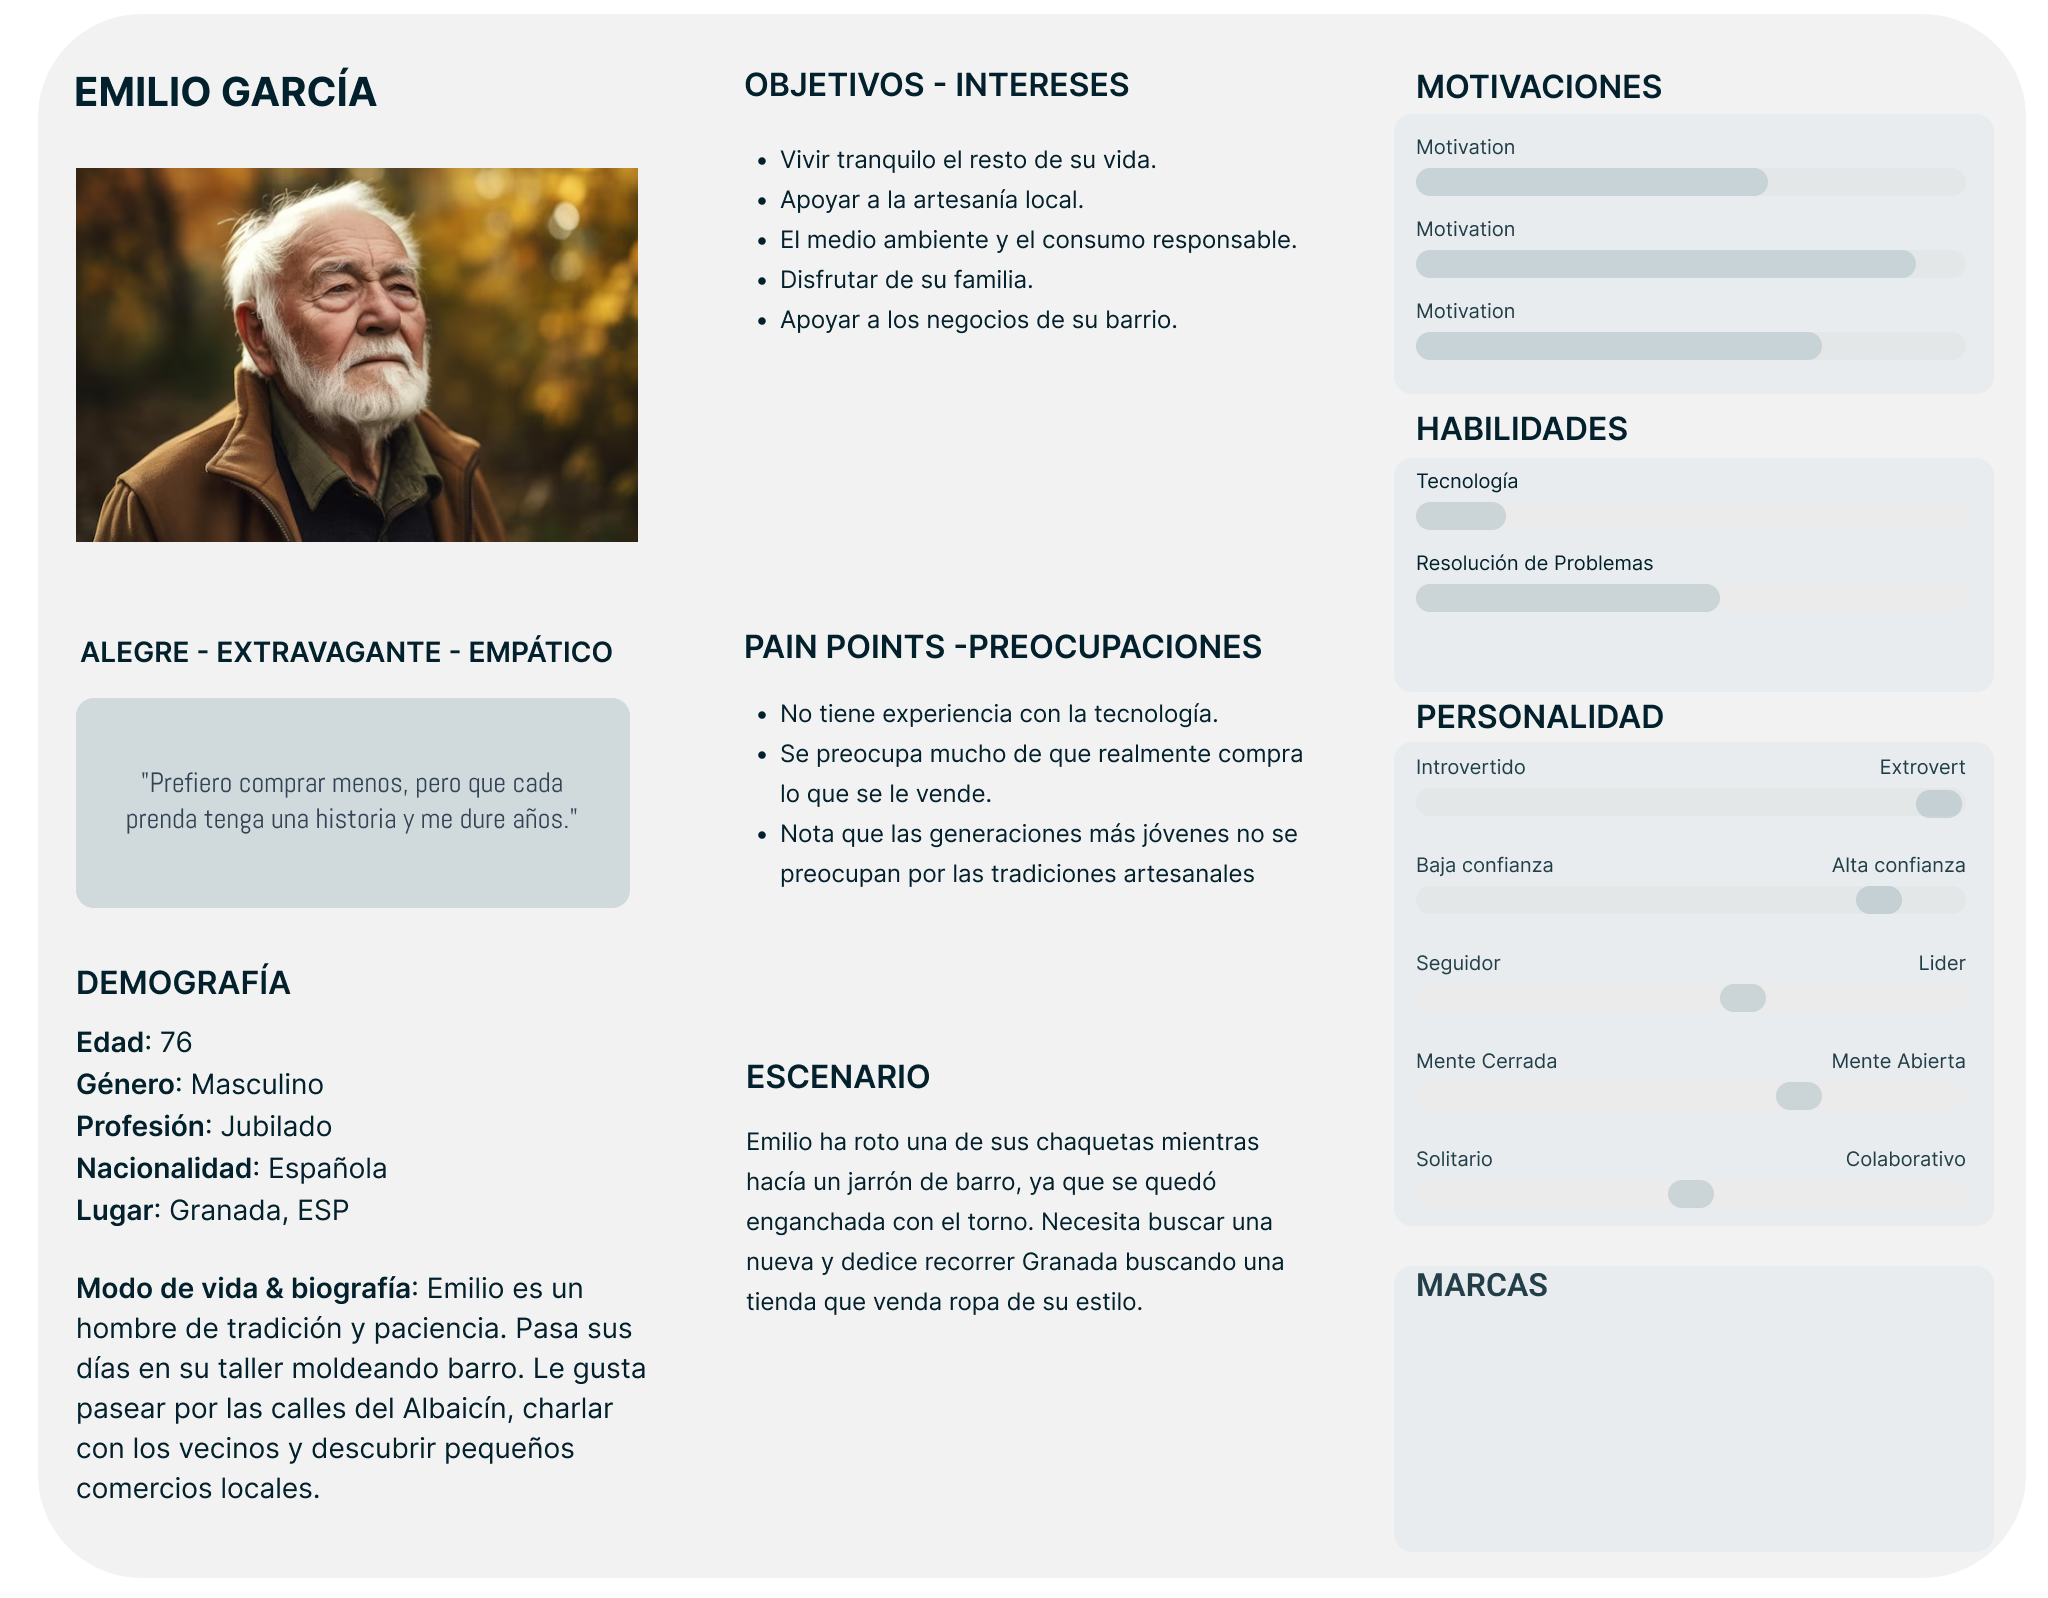 EMILIO GARCÍA
ALEGRE - EXTRAVAGANTE - EMPÁTICO
"Prefiero comprar menos, pero que cada
prenda tenga una historia y me dure años."
DEMOGRAFÍA
Edad: 76
Género: Masculino
Profesión: Jubilado
Nacionalidad: Española
Lugar: Granada, ESP
Modo de vida & biografía: Emilio es un
hombre de tradición y paciencia. Pasa sus
días en su taller moldeando barro. Le gusta
pasear por las calles del Albaicín, charlar
con los vecinos y descubrir pequeños
comercios locales.
OBJETIVOS - INTERESES
• Vivir tranquilo el resto de su vida.
• Apoyar a la artesanía local.
• El medio ambiente y el consumo responsable.
• Disfrutar de su familia.
• Apoyar a los negocios de su barrio.
PAIN POINTS -PREOCUPACIONES
• No tiene experiencia con la tecnología.
• Se preocupa mucho de que realmente compra
lo que se le vende.
• Nota que las generaciones más jóvenes no se
preocupan por las tradiciones artesanales
ESCENARIO
Emilio ha roto una de sus chaquetas mientras
hacía un jarrón de barro, ya que se quedó
enganchada con el torno. Necesita buscar una
nueva y dedice recorrer Granada buscando una
tienda que venda ropa de su estilo.
MOTIVACIONES
Motivation
Motivation
Motivation
HABILIDADES
Tecnología
Resolución de Problemas
PERSONALIDAD
Introvertido Extrovert
Baja confianza Alta confianza
Seguidor Lider
Mente Cerrada Mente Abierta
Solitario Colaborativo
MARCAS